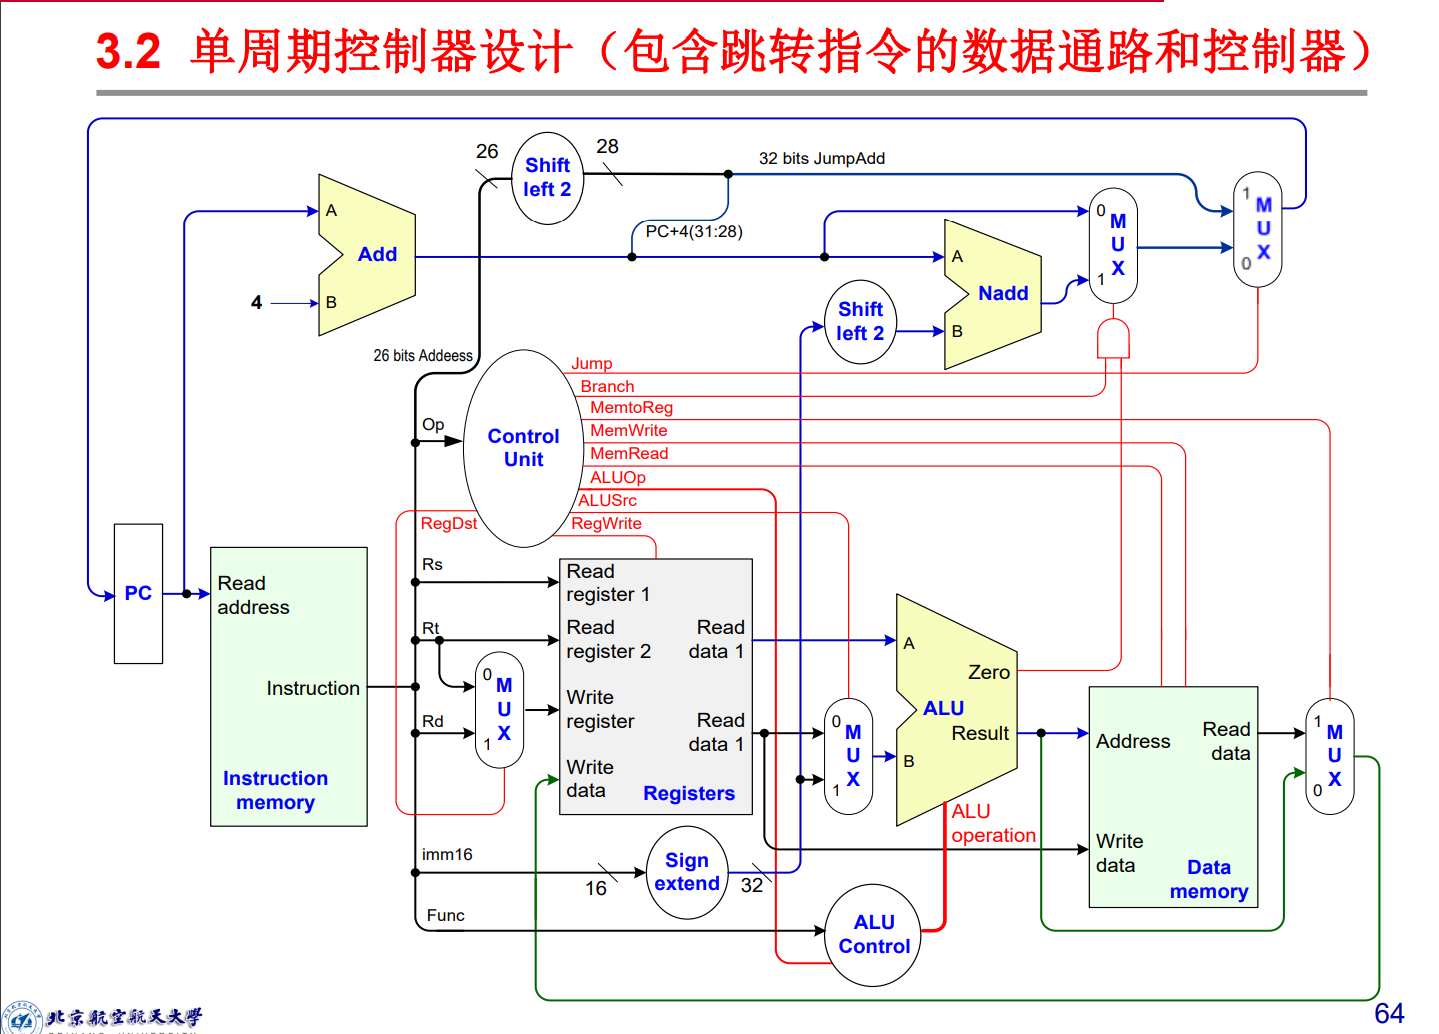 3.2 单周期控制器设计（包含跳转指令的数据通路和控制器）
26
Shift
left 2
28
32 bits JumpAdd
PC+4(31:28)
A
Add
4
B
0
M
U
X
1
1
M
U
X
0
A
Nadd
B
Shift
left 2
26 bits Addeess
Jump
Branch
MemtoReg
MemWrite
MemRead
ALUOp
ALUSrc
RegWrite
RegDst
Op
Control
Unit
PC
Read
address
Instruction
Instruction
memory
Rs
Rt
Rd
0
M
U
X
1
Read
register 1
Read
register 2
Write
register
Write
data
Read
data 1
Read
data 1
Registers
0
M
U
X
1
A
Zero
ALU
Result
B
ALU
operation
Address
Read
data
Write
data
Data
memory
1
M
U
X
0
imm16
16
Sign
extend
32
Func
ALU
Control
北京航空航天大学
64